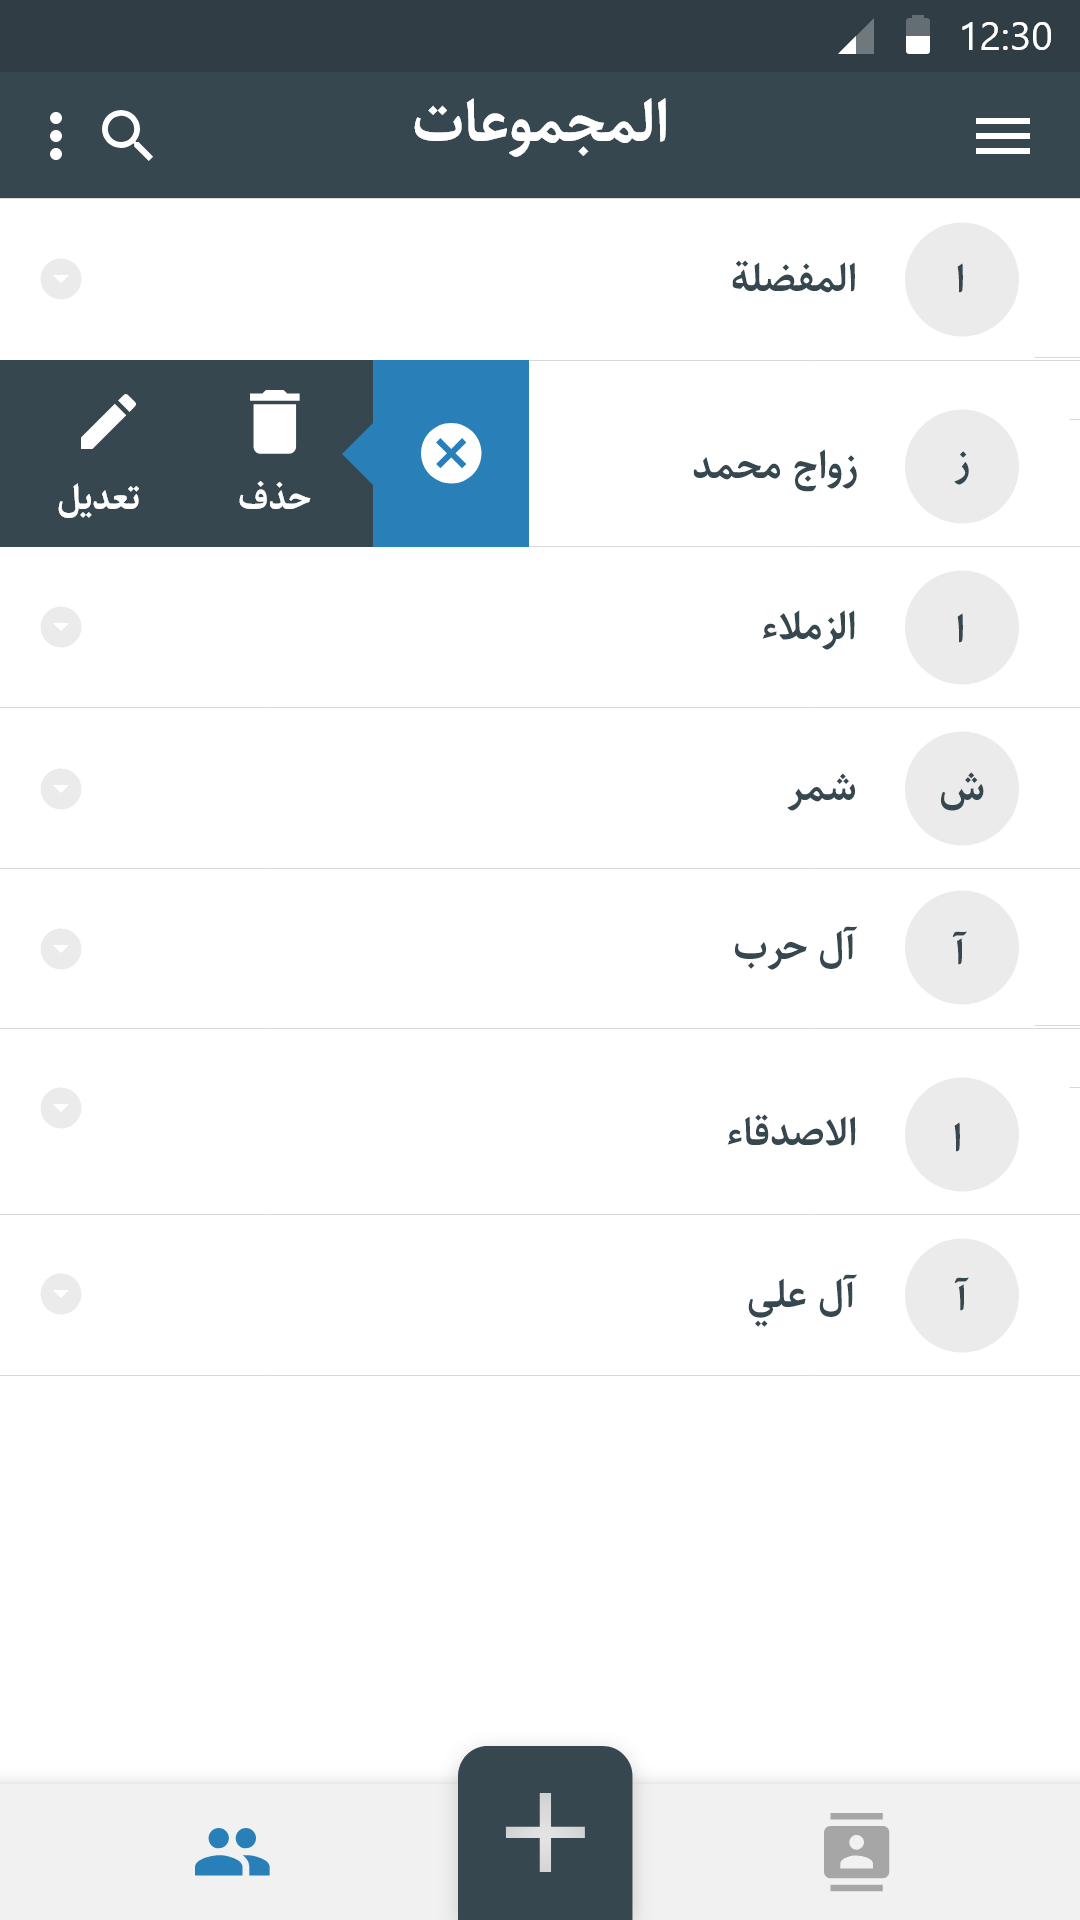 12:30
المجموعات
ا
المفضلة
ز
زواج محمد
حذف
تعديل
ا
الزملاء
ش
شمر
آ
آل حرب
ا
الاصدقاء
آ
آل علي